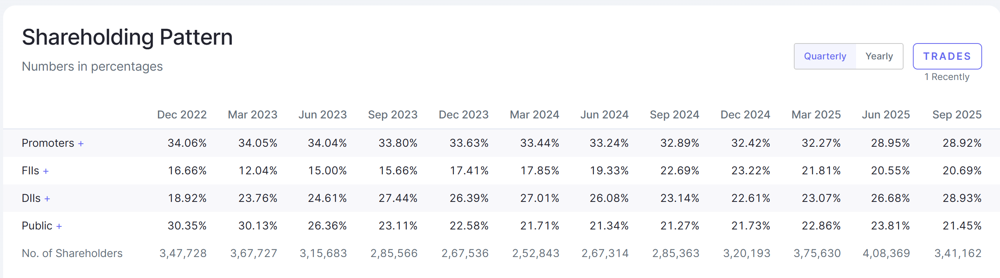 Shareholding Pattern
Numbers in percentages
Quarterly Yearly TRADES
1 Recently
Dec 2022 Mar 2023 Jun 2023 Sep 2023 Dec 2023 Mar 2024 Jun 2024 Sep 2024 Dec 2024 Mar 2025 Jun 2025 Sep 2025
Promoters + 34.06% 34.05% 34.04% 33.80% 33.63% 33.44% 33.24% 32.89% 32.42% 32.27% 28.95% 28.92%
FIIs + 16.66% 12.04% 15.00% 15.66% 17.41% 17.85% 19.33% 22.69% 23.22% 21.81% 20.55% 20.69%
DIIs + 18.92% 23.76% 24.61% 27.44% 26.39% 27.01% 26.08% 23.14% 22.61% 23.07% 26.68% 28.93%
Public + 30.35% 30.13% 26.36% 23.11% 22.58% 21.71% 21.34% 21.27% 21.73% 22.86% 23.81% 21.45%
No. of Shareholders 3,47,728 3,67,727 3,15,683 2,85,566 2,67,536 2,52,843 2,67,314 2,85,363 3,20,193 3,75,630 4,08,369 3,41,162